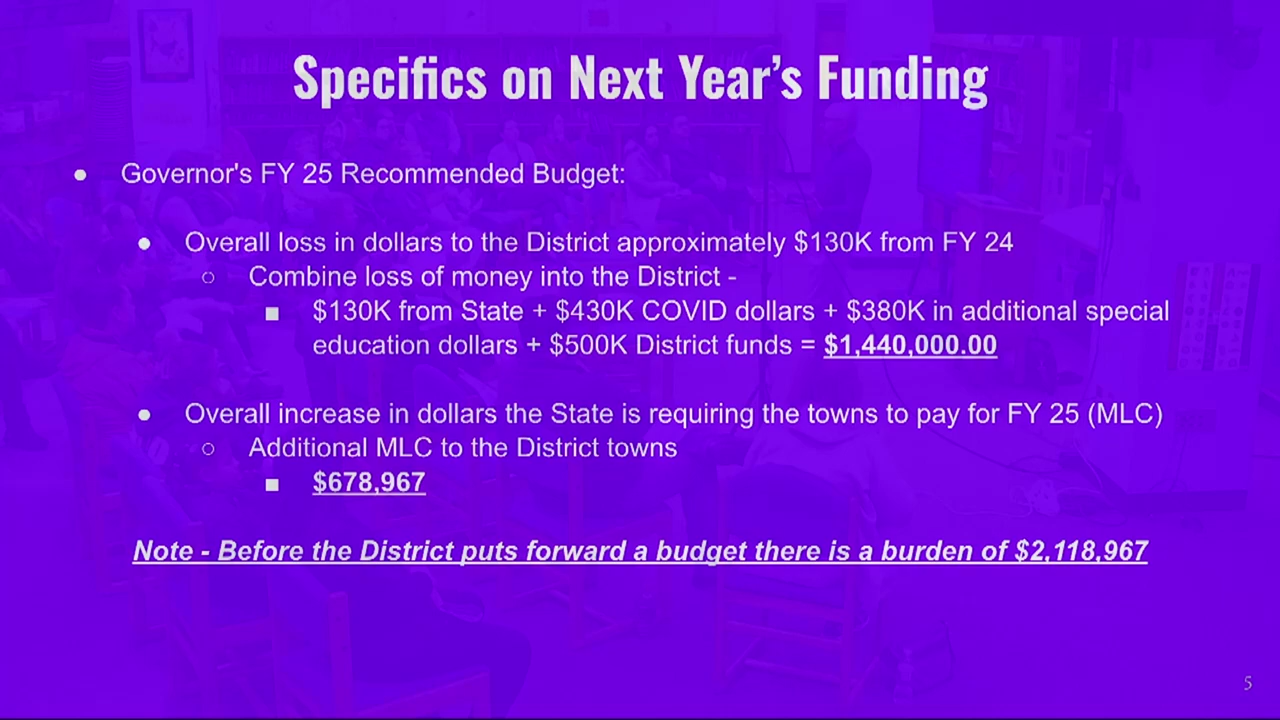 Specifics on Next Year's Funding
● Governor's FY 25 Recommended Budget:
● Overall loss in dollars to the District approximately $130K from FY 24
○ Combine loss of money into the District -
■ $130K from State + $430K COVID dollars + $380K in additional special
education dollars + $500K District funds = $1,440,000.00
● Overall increase in dollars the State is requiring the towns to pay for FY 25 (MLC)
○ Additional MLC to the District towns
■ $678,967
Note - Before the District puts forward a budget there is a burden of $2,118,967
5